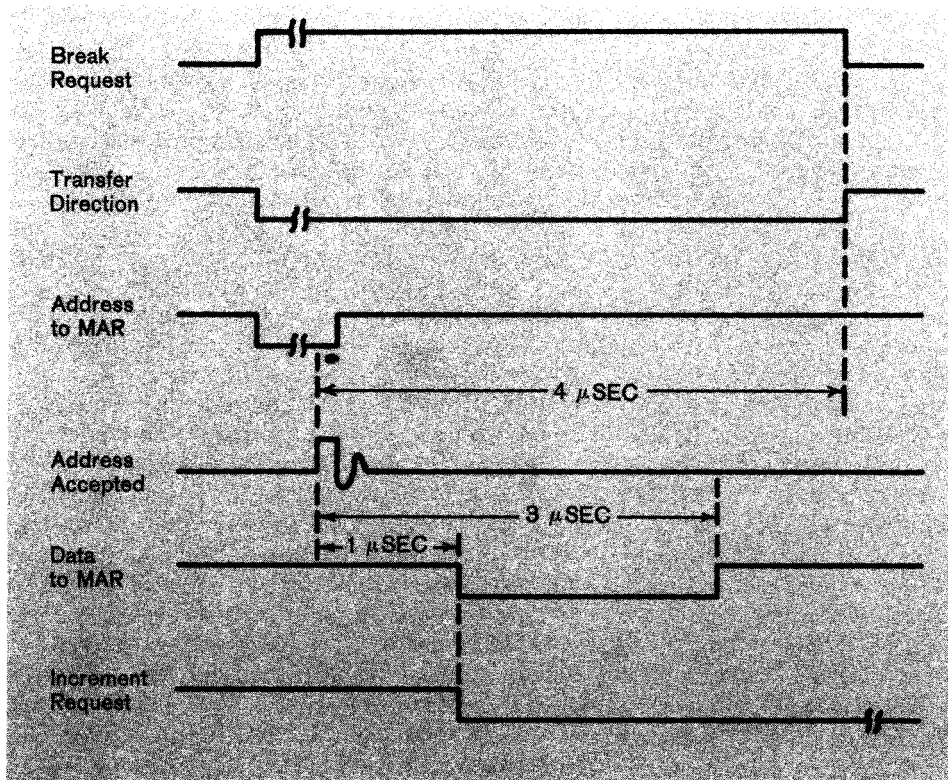 Break
Request
Transfer
Direction
Address
to MAR
4 μSEC
Address
Accepted
3 μSEC
1 μSEC
Data
to MAR
Increment
Request